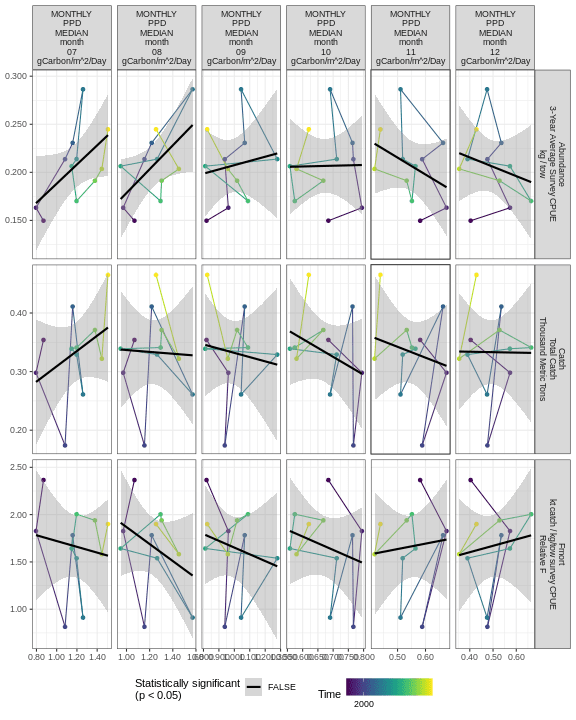 MONTHLY
PPD
MEDIAN
month
07
gCarbon/m^2/Day
MONTHLY
PPD
MEDIAN
month
08
gCarbon/m^2/Day
MONTHLY
PPD
MEDIAN
month
09
gCarbon/m^2/Day
MONTHLY
PPD
MEDIAN
month
10
gCarbon/m^2/Day
MONTHLY
PPD
MEDIAN
month
11
gCarbon/m^2/Day
MONTHLY
PPD
MEDIAN
month
12
gCarbon/m^2/Day
0.300
0.250
0.200
0.150
Abundance
3-Year Average Survey CPUE
kg / tow
0.40
0.30
0.20
Catch
Total Catch
Thousand Metric Tons
2.50
2.00
1.50
1.00
Fmort
kt catch / kg/tow survey CPUE
Relative F
0.80 1.00 1.20 1.40
1.00 1.20 1.40
0.50 0.60
0.40 0.50 0.60
Statistically significant
(p < 0.05)
FALSE
Time
2000